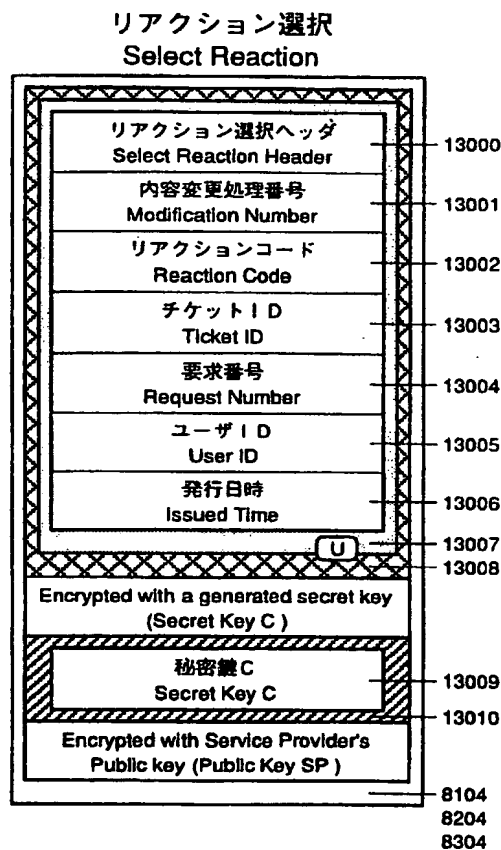 リアクション選択
Select Reaction
リアクション選択ヘッダ
Select Reaction Header
13000
内容変更処理番号
Modification Number
13001
リアクションコード
Reaction Code
13002
チケットID
Ticket ID
13003
要求番号
Request Number
13004
ユーザID
User ID
13005
発行日時
Issued Time
13006
U
13007
13008
Encrypted with a generated secret key
(Secret Key C )
秘密鍵C
Secret Key C
13009
13010
Encrypted with Service Provider's
Public key (Public Key SP )
8104
8204
8304